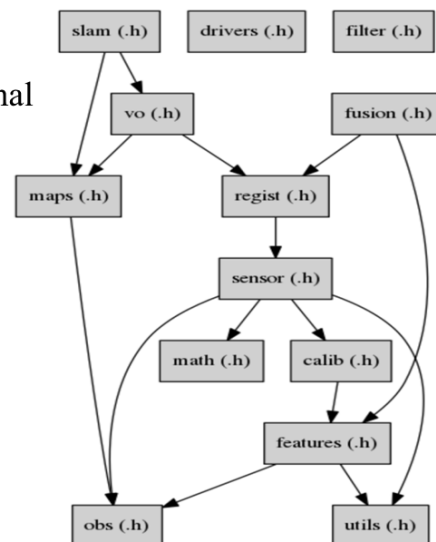 slam (.h) drivers (.h) filter (.h)
vo (.h) fusion (.h)
maps (.h) regist (.h)
sensor (.h)
math (.h) calib (.h)
features (.h)
obs (.h) utils (.h)